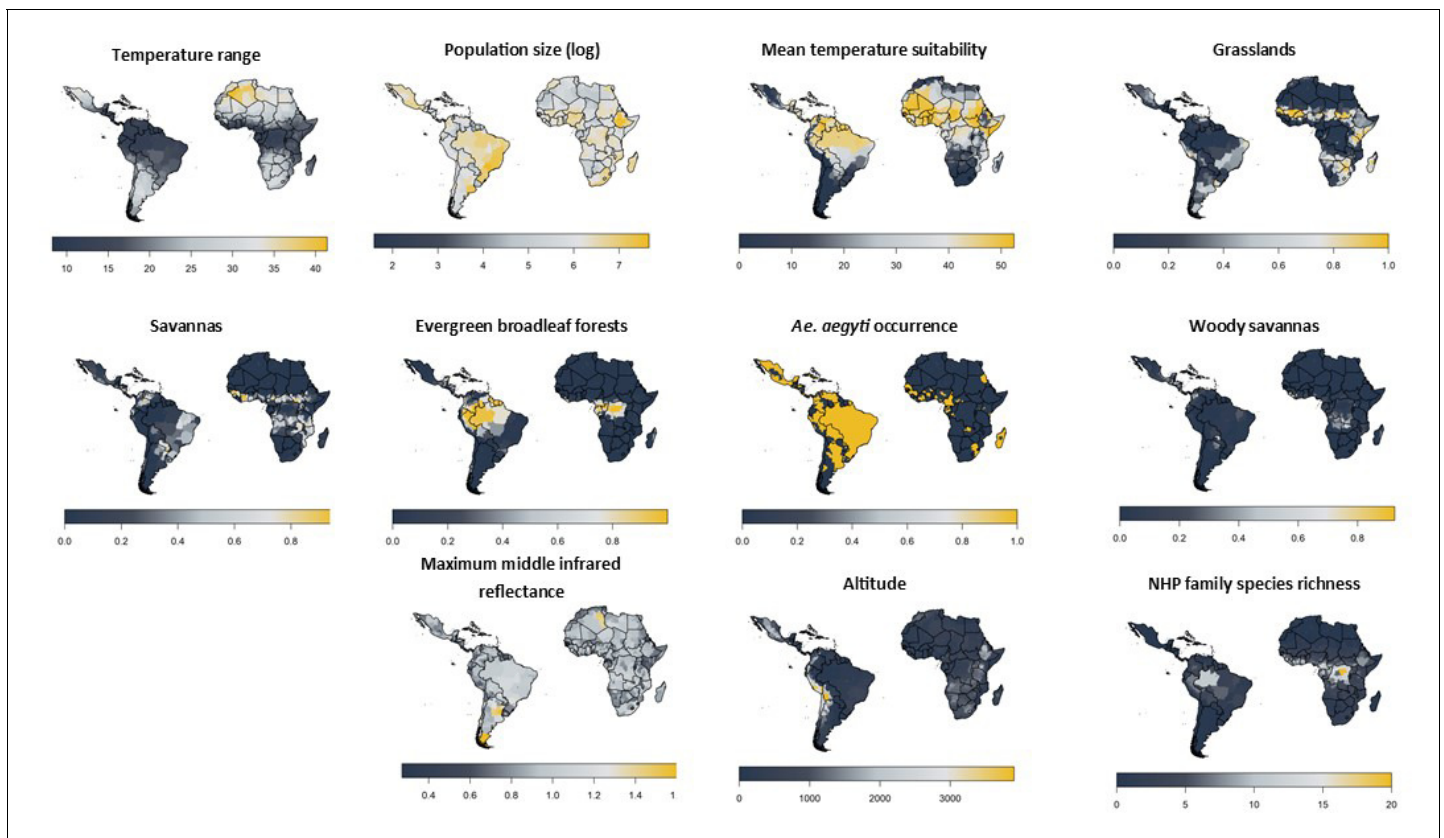 Temperature range
Population size (log)
Mean temperature suitability
Grasslands
10 15 20 25 30 35 40
2 3 4 5 6 7
0 10 20 30 40 50
0.0 0.2 0.4 0.6 0.8 1.0
Savannas
Evergreen broadleaf forests
Ae. aegyti occurrence
Woody savannas
0.0 0.2 0.4 0.6 0.8
0.0 0.2 0.4 0.6 0.8
0.0 0.2 0.4 0.6 0.8 1.0
0.0 0.2 0.4 0.6 0.8
Maximum middle infrared
reflectance
Altitude
NHP family species richness
0.4 0.6 0.8 1.0 1.2 1.4 1
0 1000 2000 3000
0 5 10 15 20